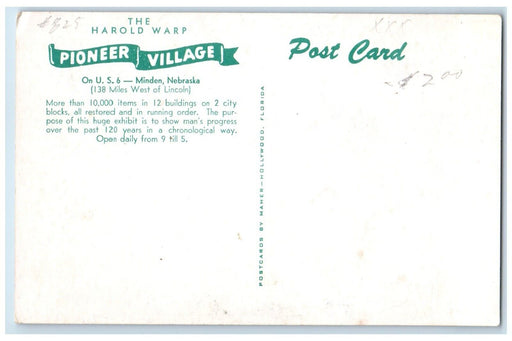 THE
HAROLD WARP
PIONEER VILLAGE
On U. S. 6 — Minden, Nebraska
(138 Miles West of Lincoln)
More than 10,000 items in 12 buildings on 2 city
blocks, all restored and in running order. The pur-
pose of this huge exhibit is to show man's progress
over the past 120 years in a chronological way.
Open daily from 9 till 5.
POSTCARDS BY MAHER—HOLLYWOOD, FLORIDA
Post Card
$2.00